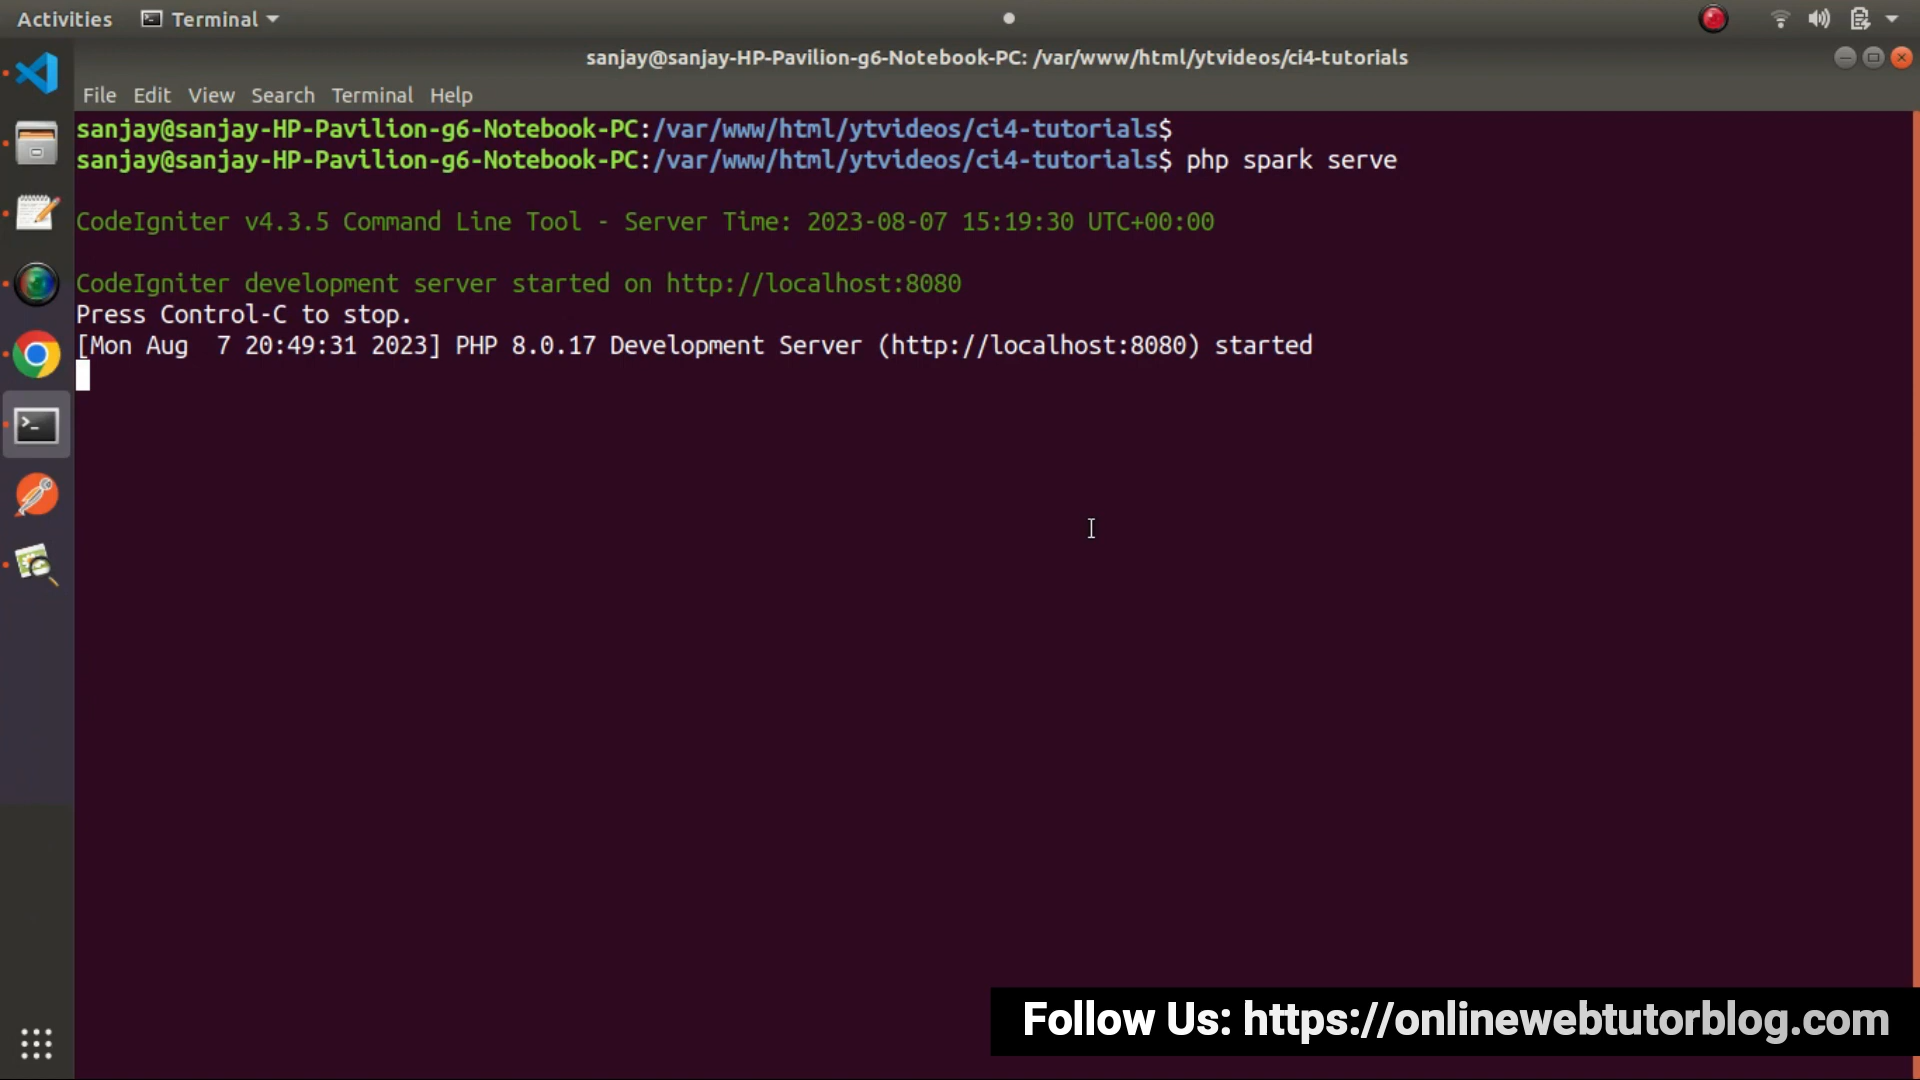 Activities Terminal
sanjay@sanjay-HP-Pavilion-g6-Notebook-PC: /var/www/html/ytvideos/ci4-tutorials
File Edit View Search Terminal Help
sanjay@sanjay-HP-Pavilion-g6-Notebook-PC:/var/www/html/ytvideos/ci4-tutorials$
sanjay@sanjay-HP-Pavilion-g6-Notebook-PC:/var/www/html/ytvideos/ci4-tutorials$ php spark serve
CodeIgniter v4.3.5 Command Line Tool - Server Time: 2023-08-07 15:19:30 UTC+00:00
CodeIgniter development server started on http://localhost:8080
Press Control-C to stop.
[Mon Aug  7 20:49:31 2023] PHP 8.0.17 Development Server (http://localhost:8080) started
Follow Us: https://onlinewebtutorblog.com